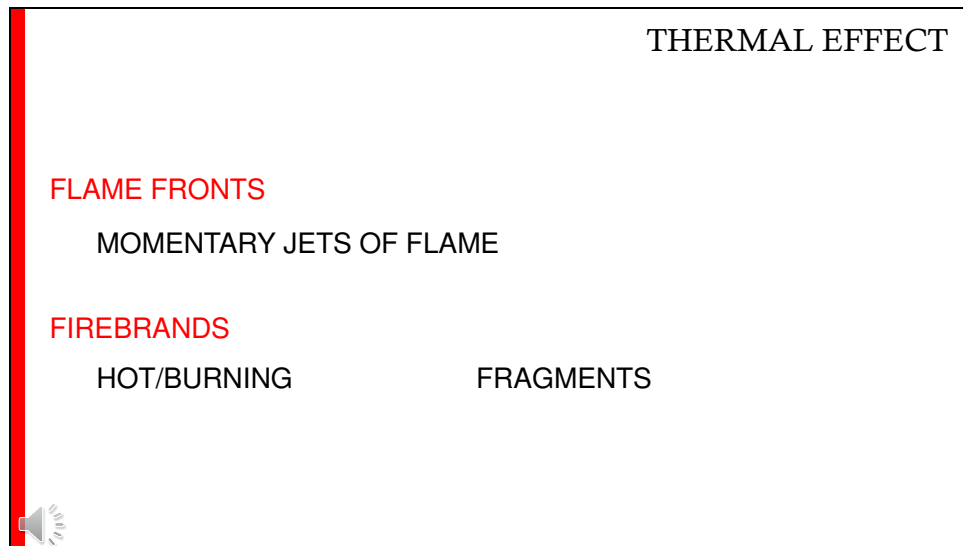 THERMAL EFFECT
FLAME FRONTS
MOMENTARY JETS OF FLAME
FIREBRANDS
HOT/BURNING FRAGMENTS